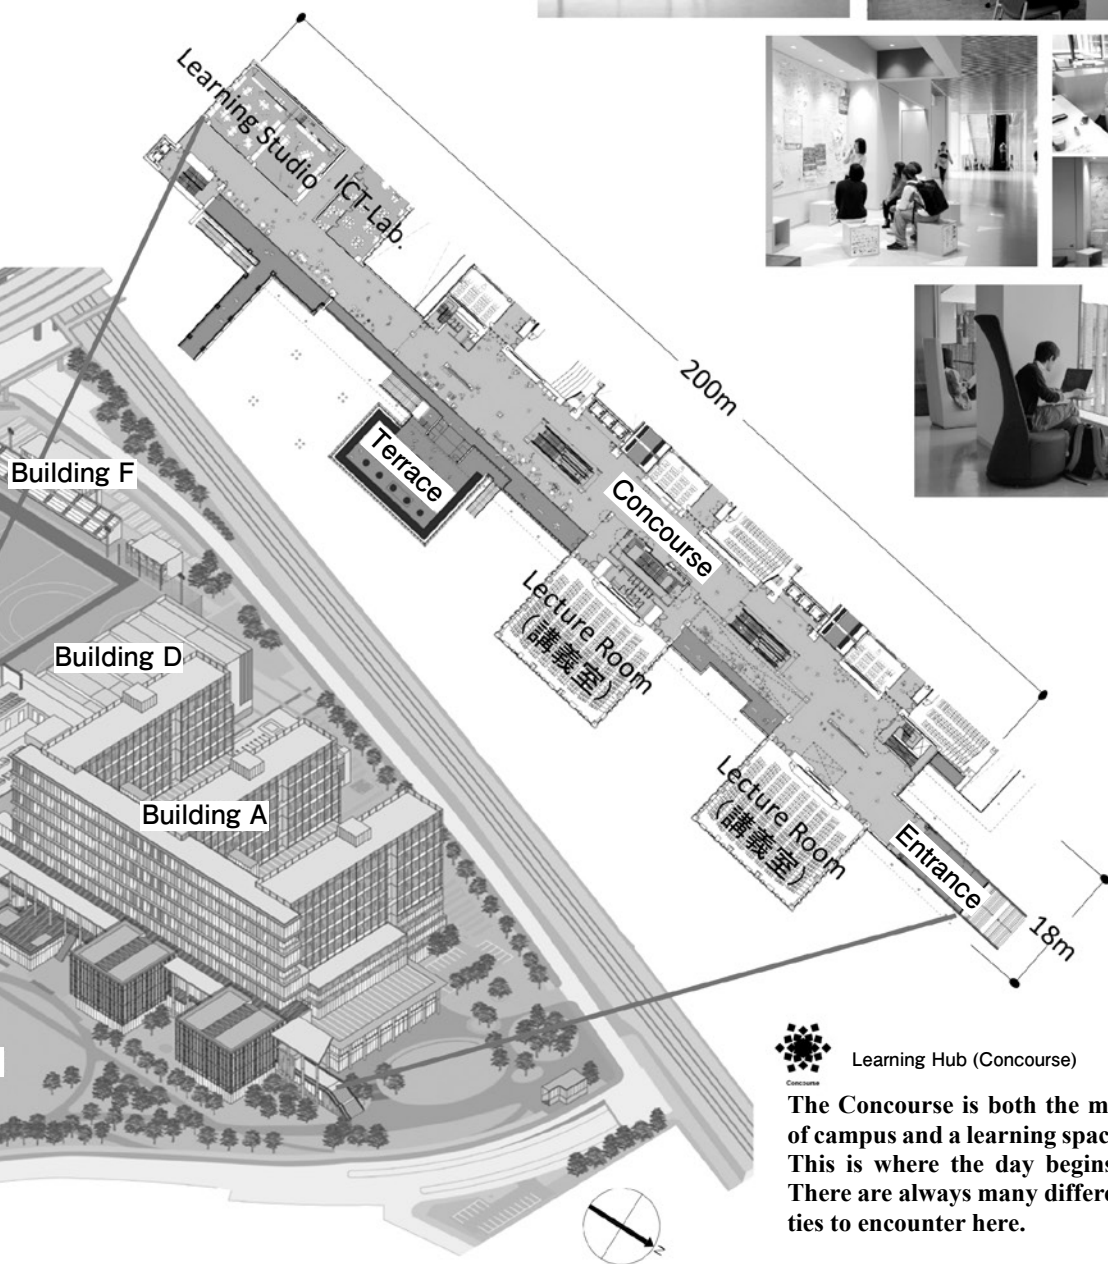 Learning Studio
ICT-Lab.
200m
Terrace
Concourse
Lecture Room
(講義室)
Lecture Room
(講義室)
Entrance
18m
Building F
Building D
Building A
Concourse
Learning Hub (Concourse)
The Concourse is both the m
of campus and a learning spac
This is where the day begins
There are always many differe
ties to encounter here.
N